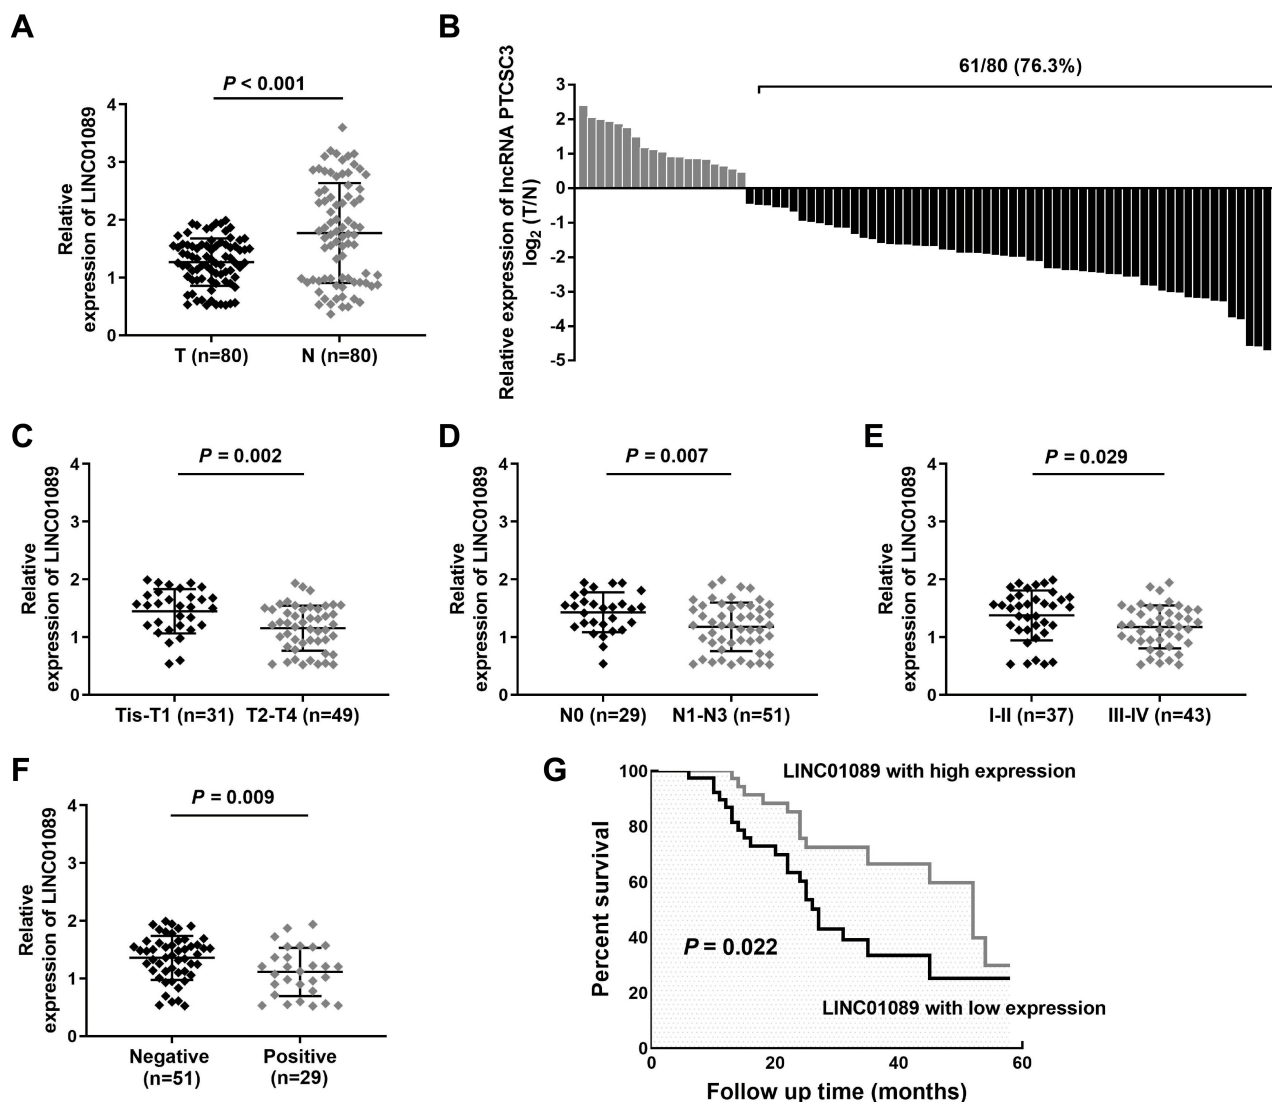 A
Relative
expression of LINC01089
P < 0.001
4
3
2
1
0
T (n=80)
N (n=80)
B
Relative expression of lncRNA PTCSC3
log2 (T/N)
61/80 (76.3%)
3
2
1
0
-1
-2
-3
-4
-5
C
Relative
expression of LINC01089
P = 0.002
4
3
2
1
0
Tis-T1 (n=31)
T2-T4 (n=49)
D
Relative
expression of LINC01089
P = 0.007
4
3
2
1
0
N0 (n=29)
N1-N3 (n=51)
E
Relative
expression of LINC01089
P = 0.029
4
3
2
1
0
I-II (n=37)
III-IV (n=43)
F
Relative
expression of LINC01089
P = 0.009
4
3
2
1
0
Negative
(n=51)
Positive
(n=29)
G
Percent survival
100
80
60
40
20
0
LINC01089 with high expression
P = 0.022
LINC01089 with low expression
0
20
40
60
Follow up time (months)